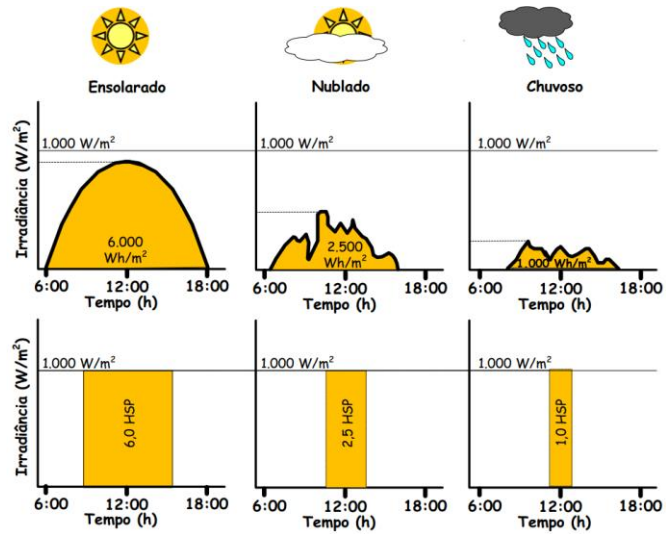 Ensolarado
Nublado
Chuvoso
Irradiância (W/m²)
1.000 W/m²
6.000
Wh/m²
6:00
12:00
18:00
Tempo (h)
1.000 W/m²
2.500
Wh/m²
6:00
12:00
18:00
Tempo (h)
1.000 W/m²
1.000 Wh/m²
6:00
12:00
18:00
Tempo (h)
Irradiância (W/m²)
1.000 W/m²
6,0 HSP
6:00
12:00
18:00
Tempo (h)
1.000 W/m²
2,5 HSP
6:00
12:00
18:00
Tempo (h)
1.000 W/m²
1,0 HSP
6:00
12:00
18:00
Tempo (h)